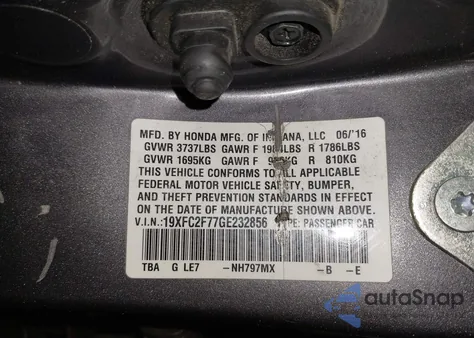 MFD. BY HONDA MFG. OF INDIANA, LLC 06/'16
GVWR 3737LBS GAWR F LBS R 1786LBS
GVWR 1695KG GAWR F KG R 810KG
THIS VEHICLE CONFORMS TO ALL APPLICABLE
FEDERAL MOTOR VEHICLE SAFETY, BUMPER,
AND THEFT PREVENTION STANDARDS IN EFFECT
ON THE DATE OF MANUFACTURE SHOWN ABOVE.
V.I.N.:19XFC2F77GE232856 TYPE: PASSENGER CAR
TBA G LE7 -NH797MX -B -E
autoSnap